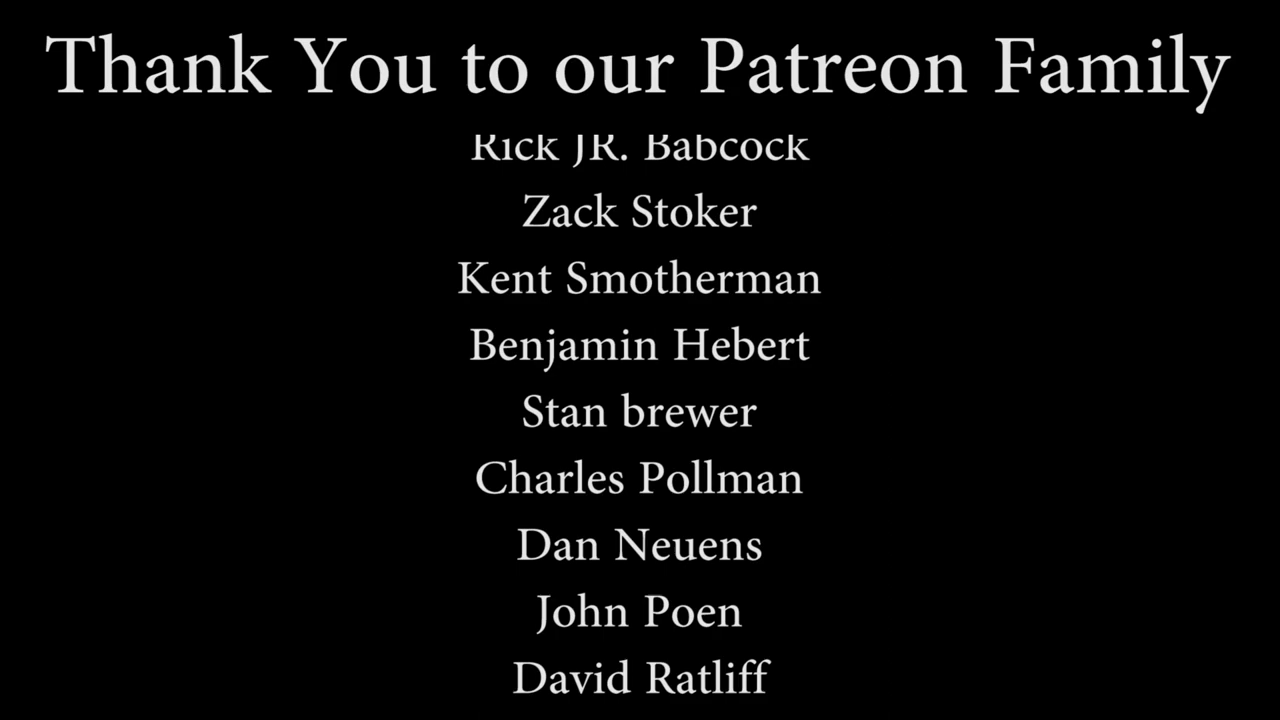 Thank You to our Patreon Family
Rick JR. Babcock
Zack Stoker
Kent Smotherman
Benjamin Hebert
Stan brewer
Charles Pollman
Dan Neuens
John Poen
David Ratliff